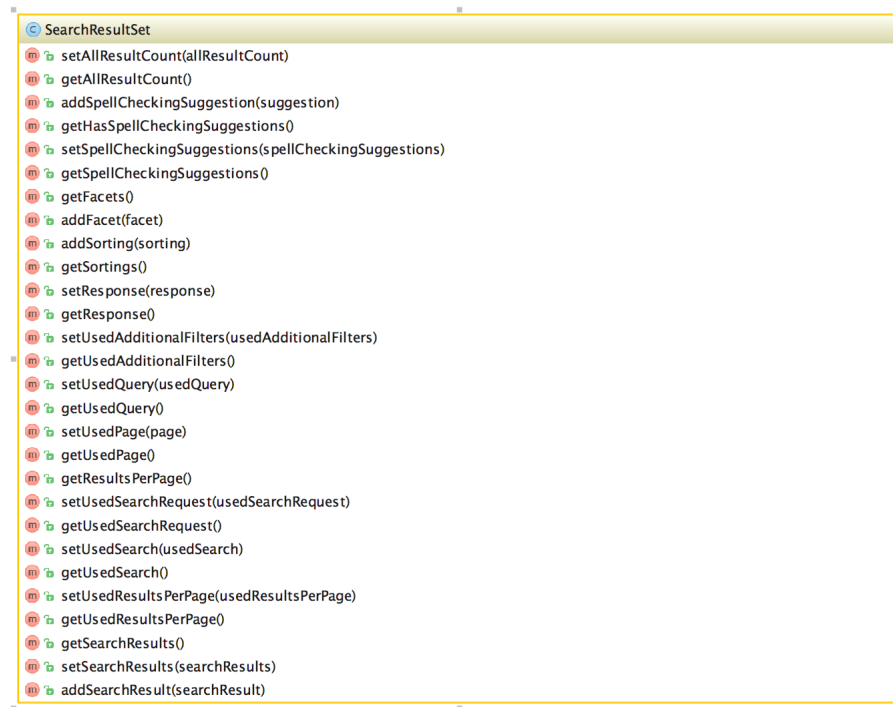 C SearchResultSet
m setAllResultCount(allResultCount)
m getAllResultCount()
m addSpellCheckingSuggestion(suggestion)
m getHasSpellCheckingSuggestions()
m setSpellCheckingSuggestions(spellCheckingSuggestions)
m getSpellCheckingSuggestions()
m getFacets()
m addFacet(facet)
m addSorting(sorting)
m getSortings()
m setResponse(response)
m getResponse()
m setUsedAdditionalFilters(usedAdditionalFilters)
m getUsedAdditionalFilters()
m setUsedQuery(usedQuery)
m getUsedQuery()
m setUsedPage(page)
m getUsedPage()
m getResultsPerPage()
m setUsedSearchRequest(usedSearchRequest)
m getUsedSearchRequest()
m setUsedSearch(usedSearch)
m getUsedSearch()
m setUsedResultsPerPage(usedResultsPerPage)
m getUsedResultsPerPage()
m getSearchResults()
m setSearchResults(searchResults)
m addSearchResult(searchResult)